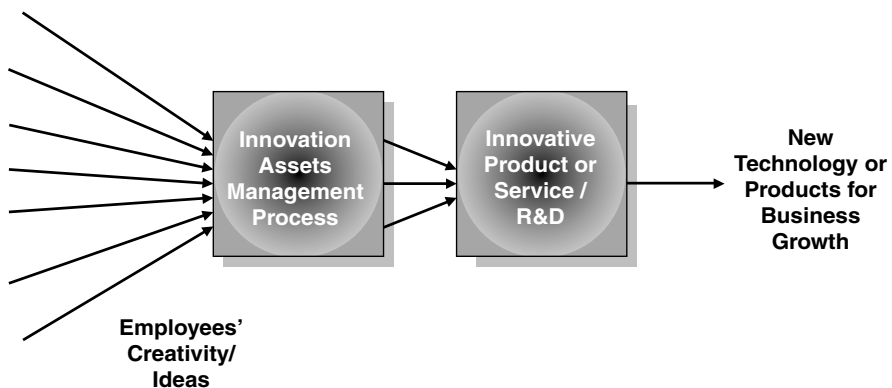 Innovation
Assets
Management
Process
Innovative
Product or
Service /
R&D
New
Technology or
Products for
Business
Growth
Employees’
Creativity/
Ideas